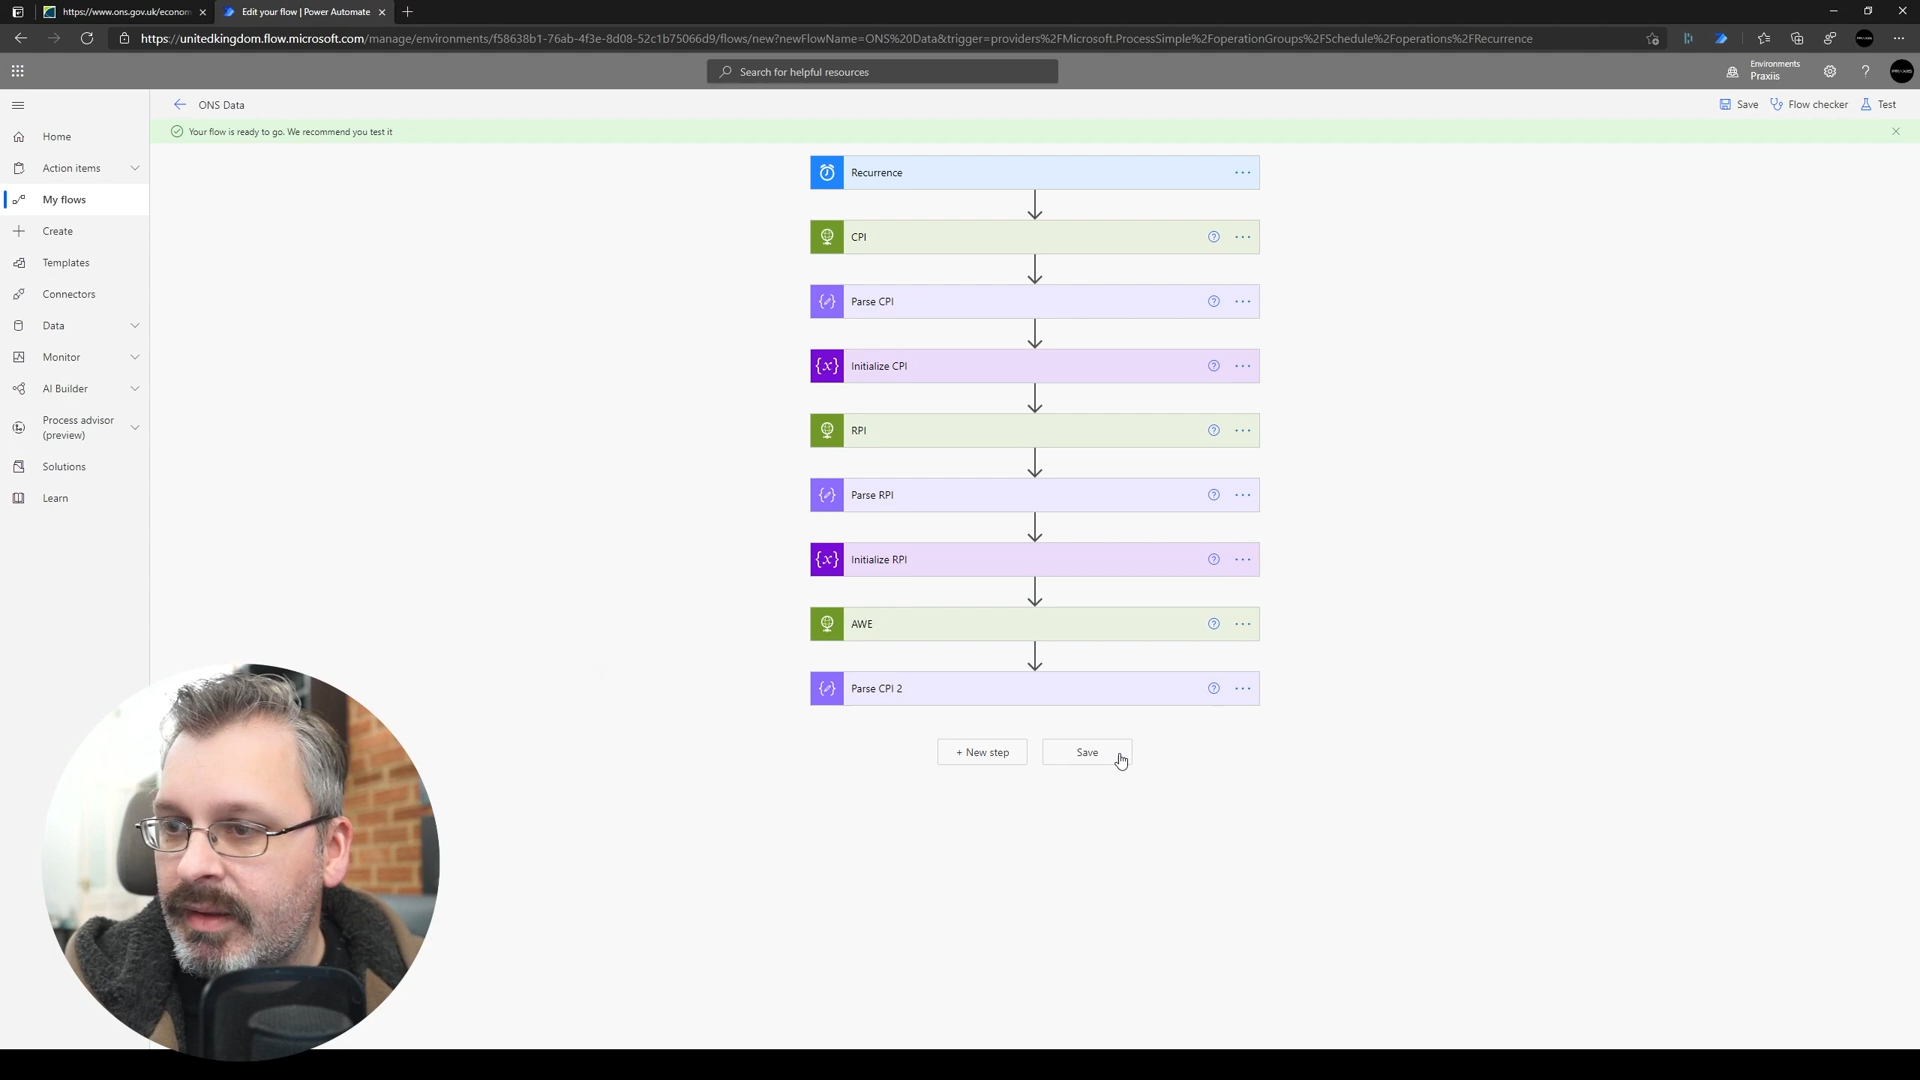 https://www.ons.gov.uk/econom
Edit your flow | Power Automate
https://unitedkingdom.flow.microsoft.com/manage/environments/f58638b1-76ab-4f3e-8d08-52c1b75066d9/flows/new?newFlowName=ONS%20Data&trigger=providers%2FMicrosoft.ProcessSimple%2FoperationGroups%2FSchedule%2Foperations%2FRecurrence
Search for helpful resources
Environments
Praxiis
ONS Data
Save
Flow checker
Test
Your flow is ready to go. We recommend you test it
Home
Action items
My flows
Create
Templates
Connectors
Data
Monitor
AI Builder
Process advisor
(preview)
Solutions
Learn
Recurrence
CPI
Parse CPI
{x} Initialize CPI
RPI
Parse RPI
{x} Initialize RPI
AWE
Parse CPI 2
+ New step
Save